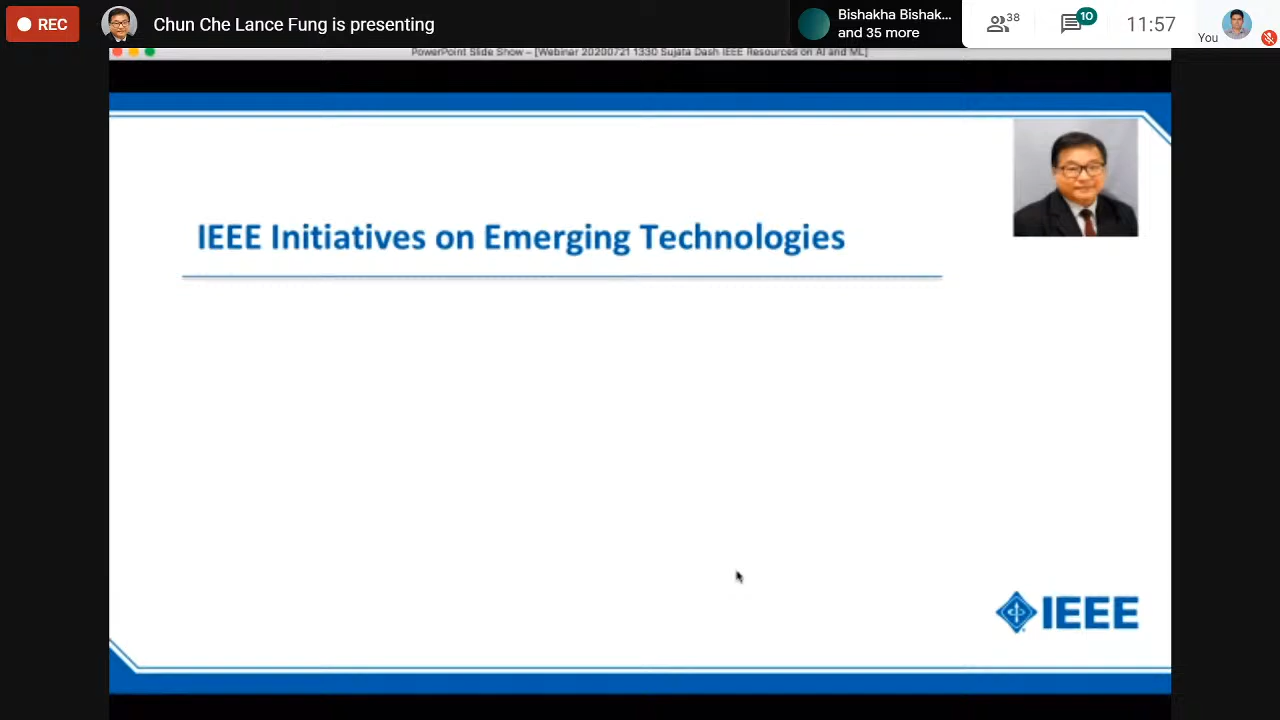 REC
Chun Che Lance Fung is presenting
Bishakha Bishak...
and 35 more
38
10
11:57
You
PowerPoint Slide Show – [Webinar 20200721 1330 Sujata Dash IEEE Resources on AI and ML]
IEEE Initiatives on Emerging Technologies
IEEE